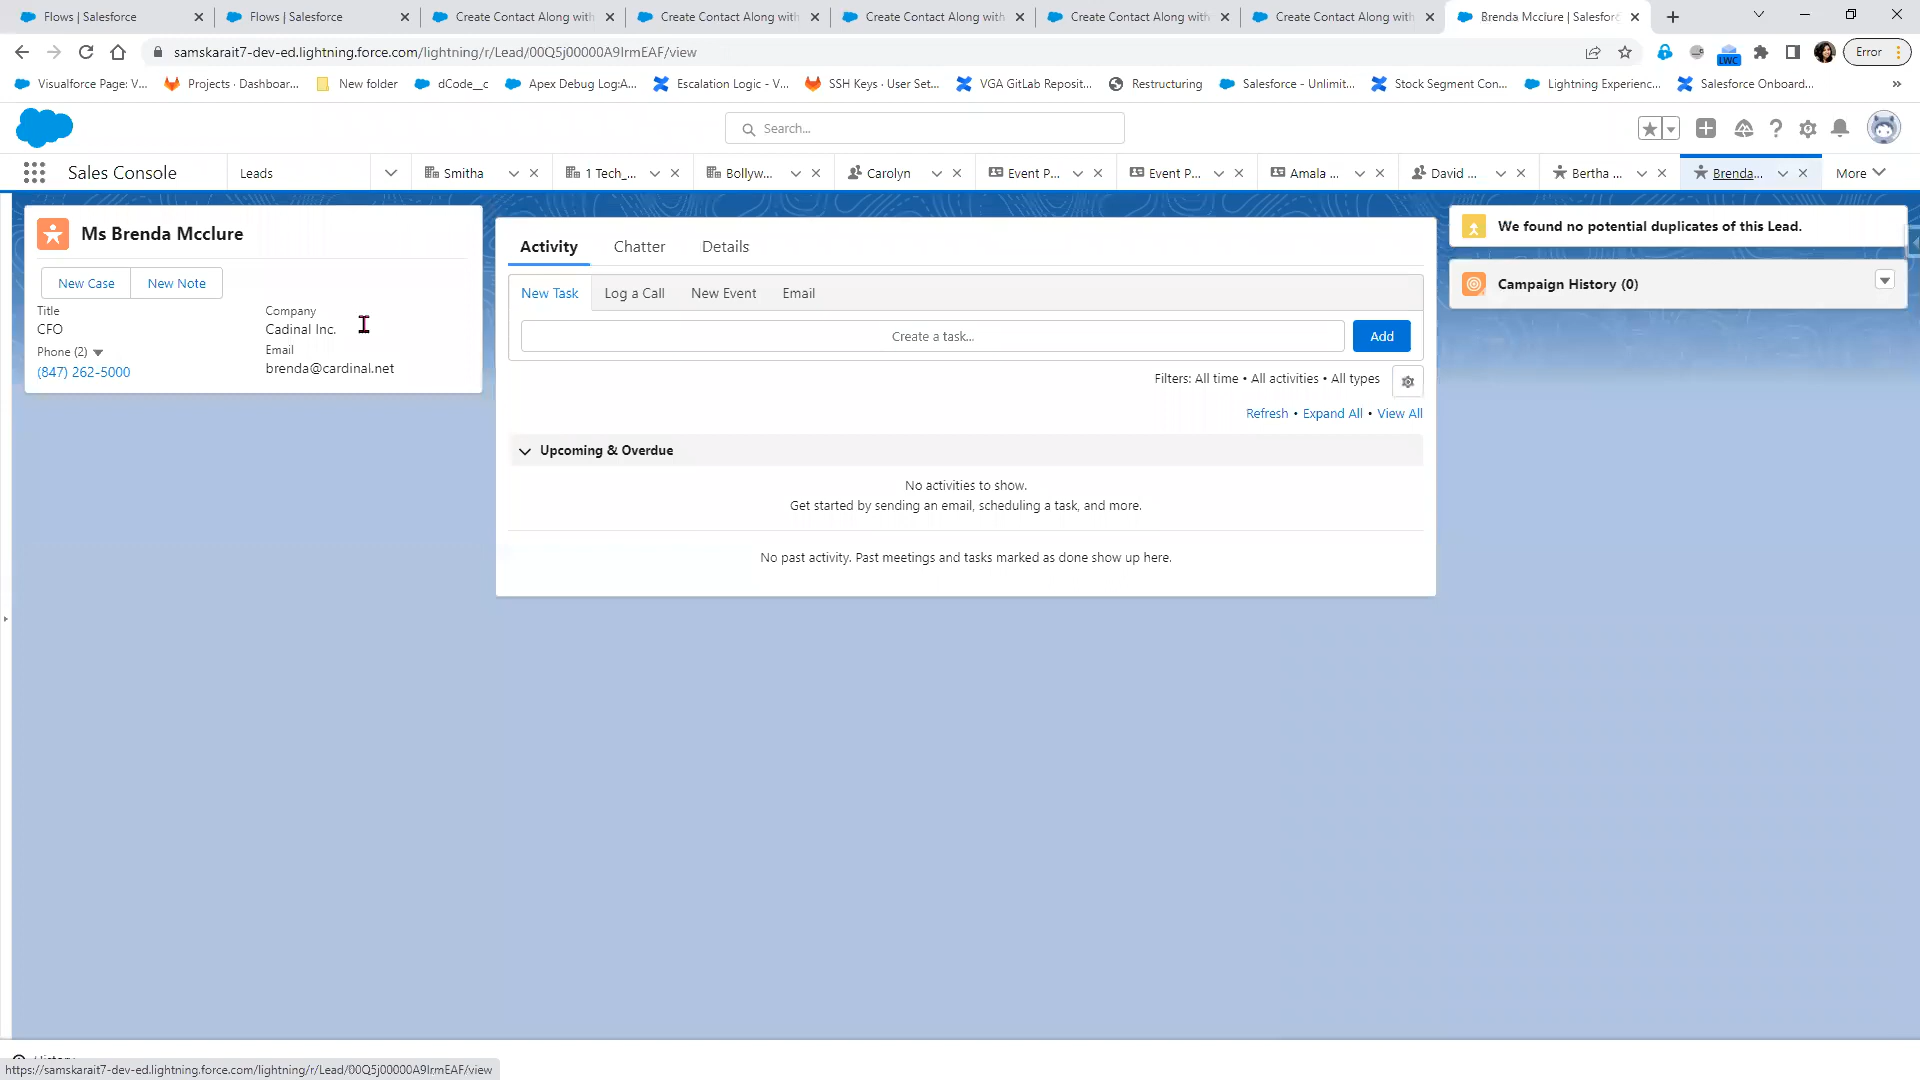 Flows | Salesforce
Flows | Salesforce
Create Contact Along with
Create Contact Along with
Create Contact Along with
Create Contact Along with
Create Contact Along with
Brenda Mcclure | Salesforc
samskarait7-dev-ed.lightning.force.com/lightning/r/Lead/00Q5j00000A9IrmEAF/view
LWC
Error
Visualforce Page: V...
Projects · Dashboar...
New folder
dCode__c
Apex Debug Log:A...
Escalation Logic - V...
SSH Keys · User Set...
VGA GitLab Reposit...
Restructuring
Salesforce - Unlimit...
Stock Segment Con...
Lightning Experienc...
Salesforce Onboard...
»
Search...
Sales Console
Leads
Smitha
1 Tech_...
Bollyw...
Carolyn
Event P...
Event P...
Amala ...
David ...
Bertha ...
Brenda...
More
Ms Brenda Mcclure
New Case
New Note
Title
CFO
Phone (2)
(847) 262-5000
Company
Cadinal Inc.
Email
brenda@cardinal.net
Activity
Chatter
Details
New Task
Log a Call
New Event
Email
Create a task...
Add
Filters: All time • All activities • All types
Refresh • Expand All • View All
Upcoming & Overdue
No activities to show.
Get started by sending an email, scheduling a task, and more.
No past activity. Past meetings and tasks marked as done show up here.
We found no potential duplicates of this Lead.
Campaign History (0)
History
https://samskarait7-dev-ed.lightning.force.com/lightning/r/Lead/00Q5j00000A9IrmEAF/view